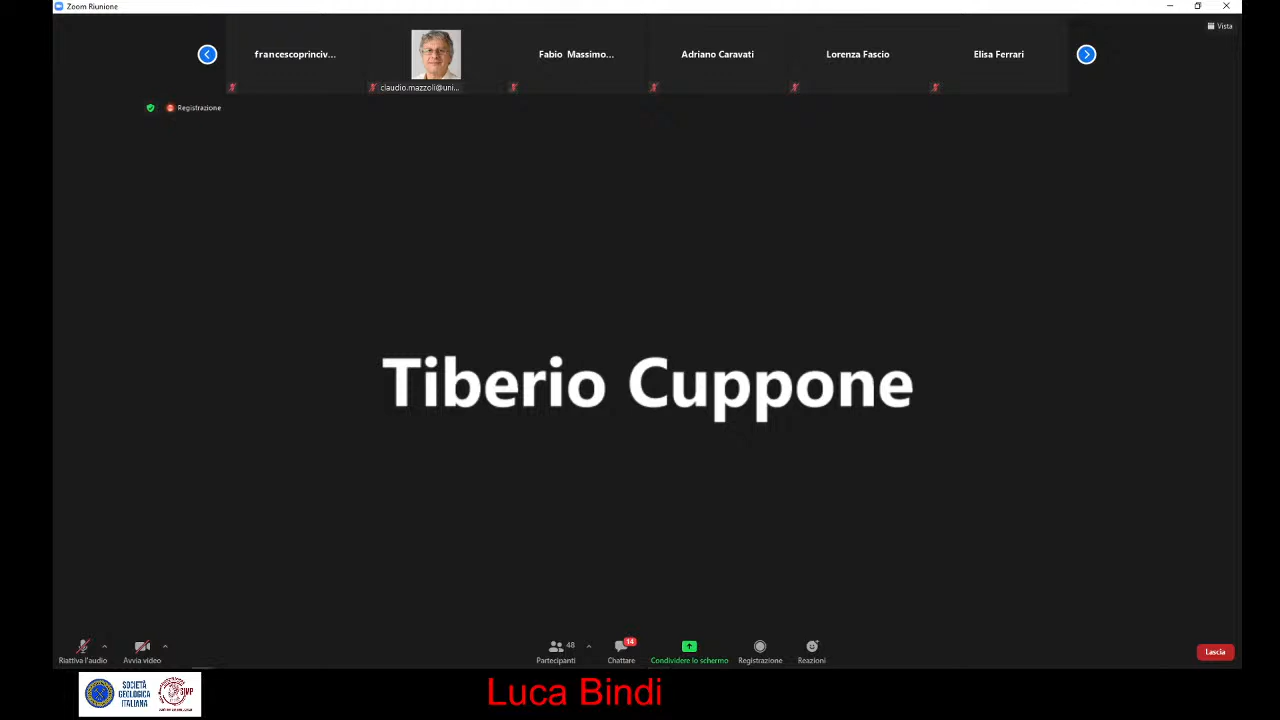 Zoom Riunione
Vista
francescoprinciv...
claudio.mazzoli@uni...
Fabio Massimo...
Adriano Caravati
Lorenza Fascio
Elisa Ferrari
Registrazione
Tiberio Cuppone
Riattiva l'audio
Avvia video
48
Partecipanti
14
Chattare
Condividere lo schermo
Registrazione
Reazioni
Lascia
SOCIETÀ
GEOLOGICA
ITALIANA
Luca Bindi